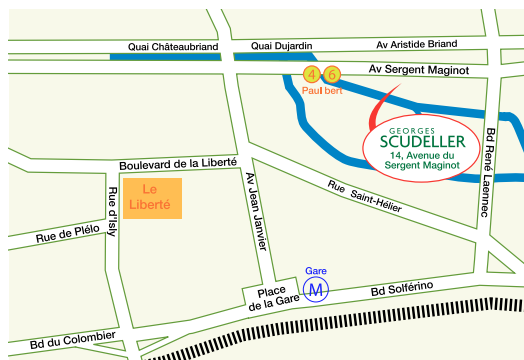 Quai Châteaubriand
Quai Dujardin
Av Aristide Briand
4 6
Av Sergent Maginot
Paul bert
GEORGES
SCUDELLER
14, Avenue du
Sergent Maginot
Bd René Laennec
Boulevard de la Liberté
Le
Liberté
Rue d'Isly
Av Jean Janvier
Rue Saint-Hélier
Rue de Plélo
Gare
M
Place
de la Gare
Bd Solférino
Bd du Colombier